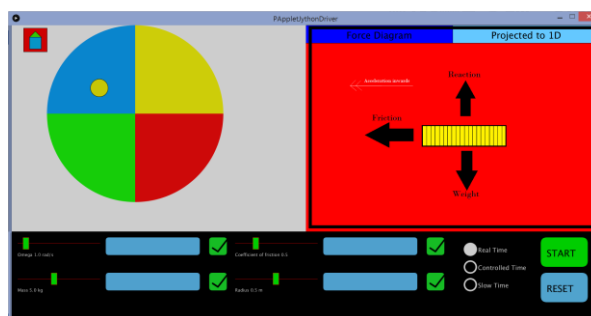 PAppletJythonDriver
Force Diagram
Projected to 1D
Acceleration towards
Reaction
Friction
Weight
Omega 1.0 rad/s
Coefficient of friction 0.5
Mass 5.0 kg
Radius 0.5 m
Real Time
Controlled Time
Slow Time
START
RESET